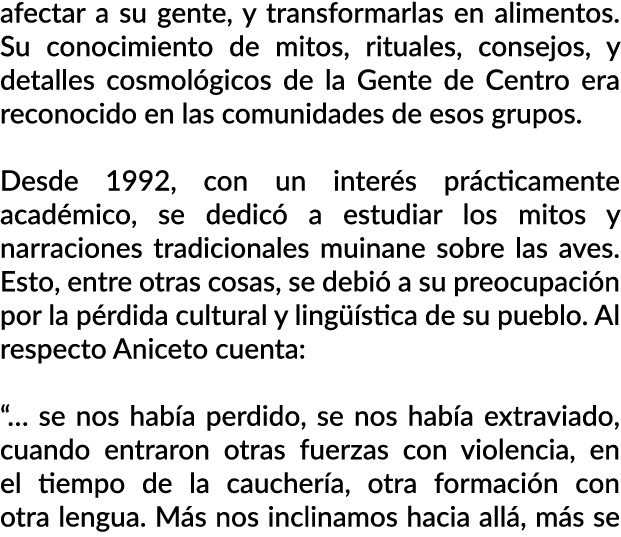 afectar a su gente, y transformarlas en alimentos.
Su conocimiento de mitos, rituales, consejos, y
detalles cosmológicos de la Gente de Centro era
reconocido en las comunidades de esos grupos.
Desde 1992, con un interés prácticamente
académico, se dedicó a estudiar los mitos y
narraciones tradicionales muinane sobre las aves.
Esto, entre otras cosas, se debió a su preocupación
por la pérdida cultural y lingüística de su pueblo. Al
respecto Aniceto cuenta:
“... se nos había perdido, se nos había extraviado,
cuando entraron otras fuerzas con violencia, en
el tiempo de la cauchería, otra formación con
otra lengua. Más nos inclinamos hacia allá, más se